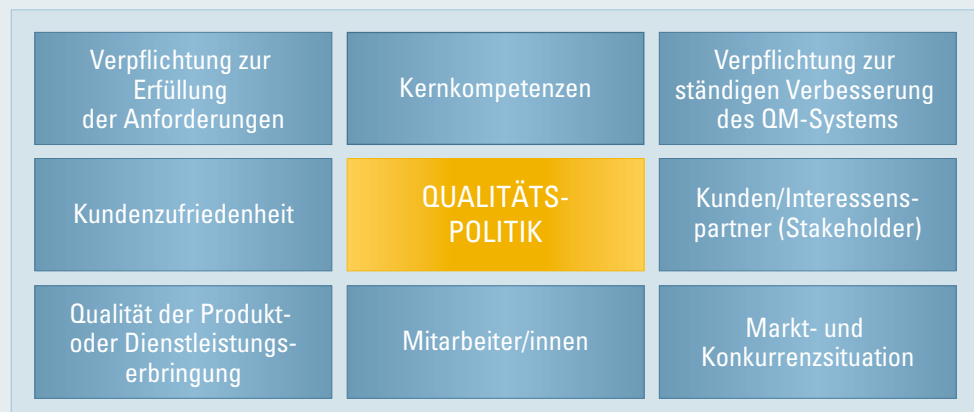 Verpflichtung zur
Erfüllung
der Anforderungen
Kernkompetenzen
Verpflichtung zur
ständigen Verbesserung
des QM-Systems
Kundenzufriedenheit
QUALITÄTS-
POLITIK
Kunden/Interessens-
partner (Stakeholder)
Qualität der Produkt-
oder Dienstleistungs-
erbringung
Mitarbeiter/innen
Markt- und
Konkurrenzsituation